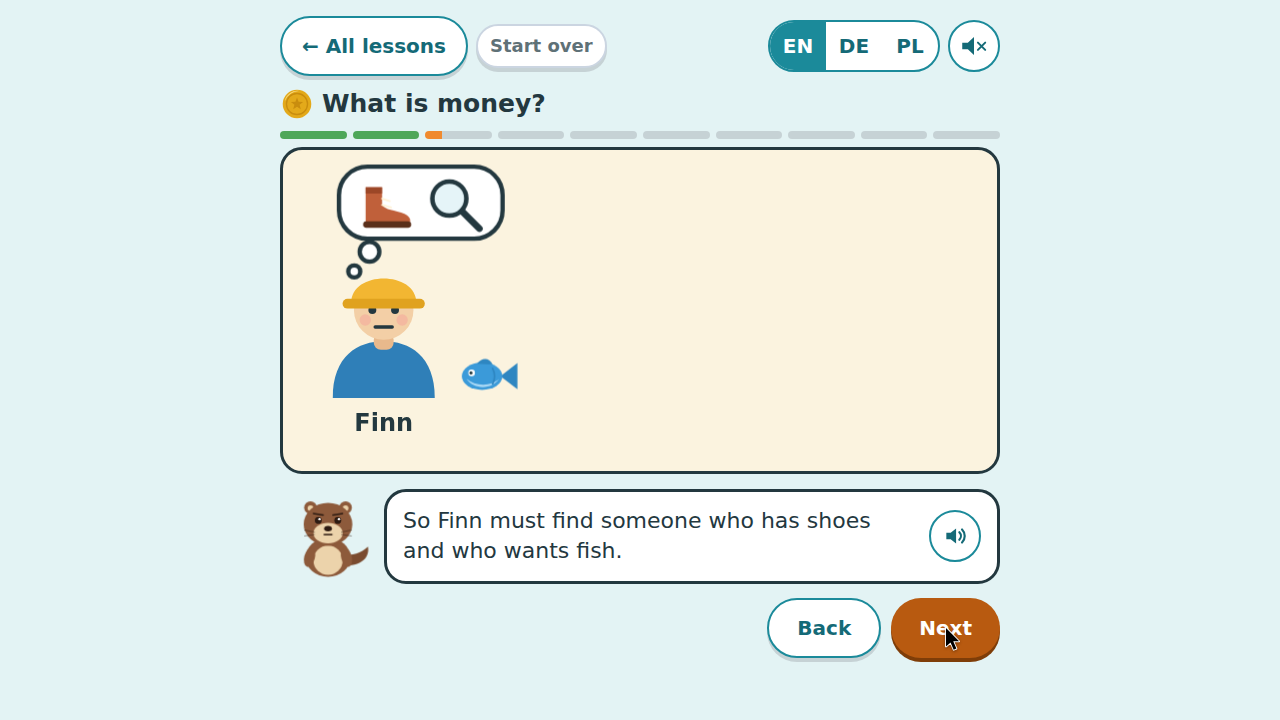 ← All lessons
Start over
EN DE PL
What is money?
Finn
So Finn must find someone who has shoes
and who wants fish.
Back
Next